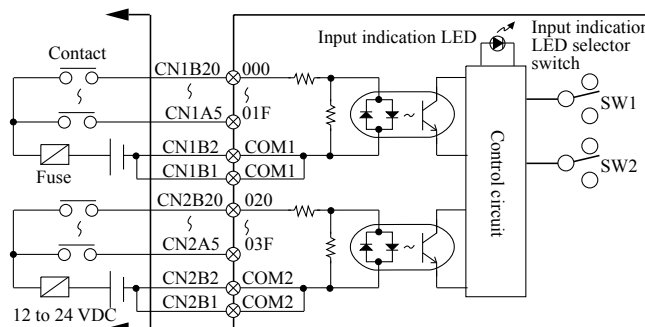 Contact
Input indication LED
Input indication
LED selector
switch
CN1B20 000
CN1A5 01F
CN1B2 COM1
CN1B1 COM1
Fuse
SW1
SW2
Control circuit
CN2B20 020
CN2A5 03F
CN2B2 COM2
CN2B1 COM2
12 to 24 VDC